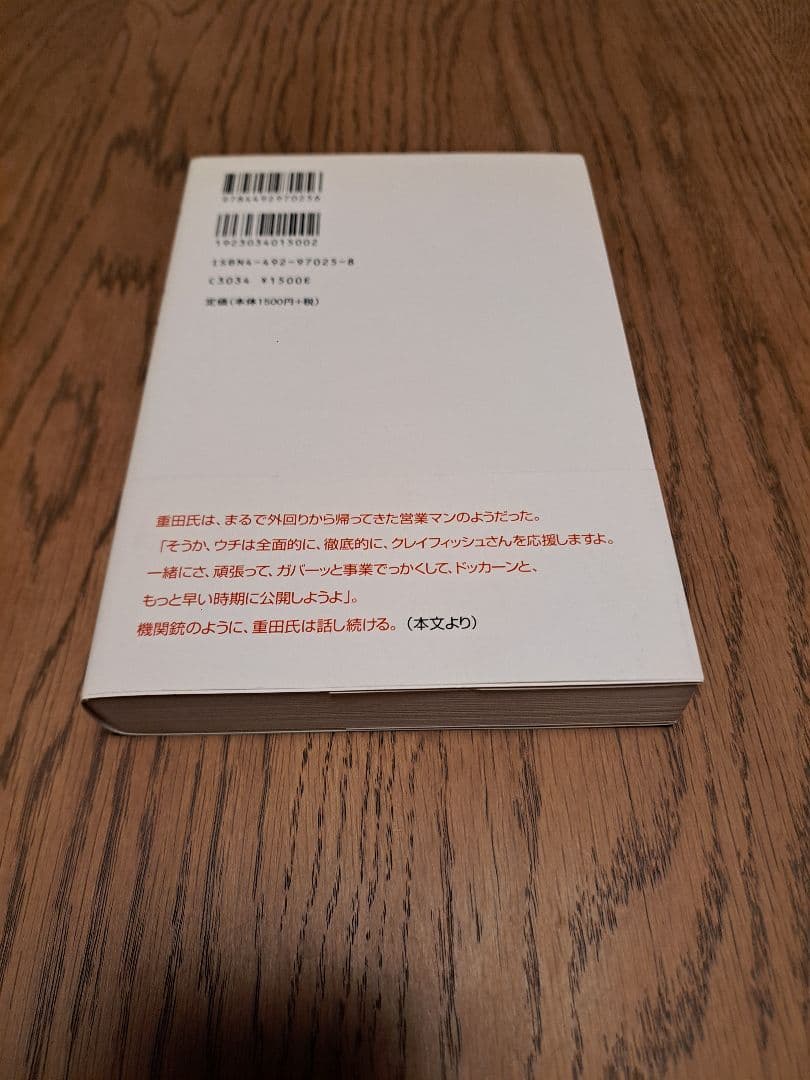 9784492970256
1923034015002
ISBN4-492-97025-8
C3034 ¥1500E
定価(本体1500円+税)
重田氏は、まるで外回りから帰ってきた営業マンのようだった。
「そうか、ウチは全面的に、徹底的に、クレイフィッシュさんを応援しますよ。
一緒にさ、頑張って、ガバーッと事業でっかくして、ドッカーンと、
もっと早い時期に公開しようよ」。
機関銃のように、重田氏は話し続ける。(本文より)